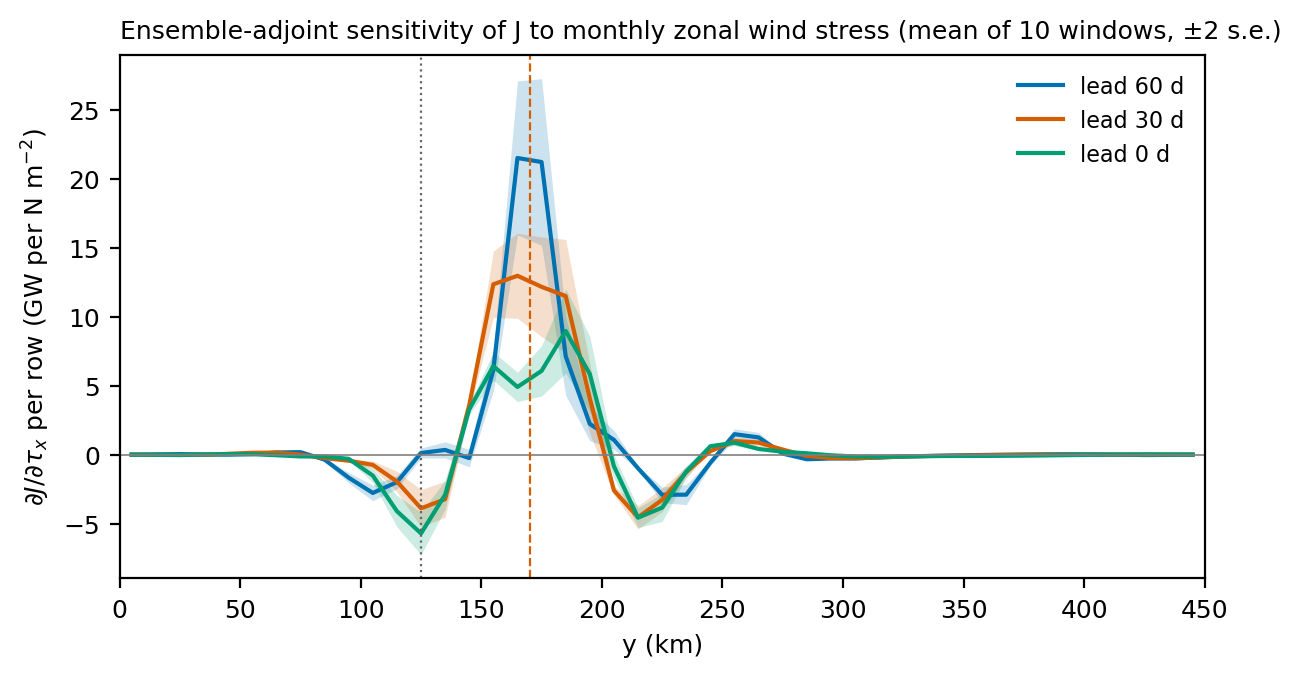 Ensemble-adjoint sensitivity of J to monthly zonal wind stress (mean of 10 windows, ±2 s.e.)
∂J/∂τₓ per row (GW per N m⁻²)
25
20
15
10
5
0
−5
lead 60 d
lead 30 d
lead 0 d
0 50 100 150 200 250 300 350 400 450
y (km)